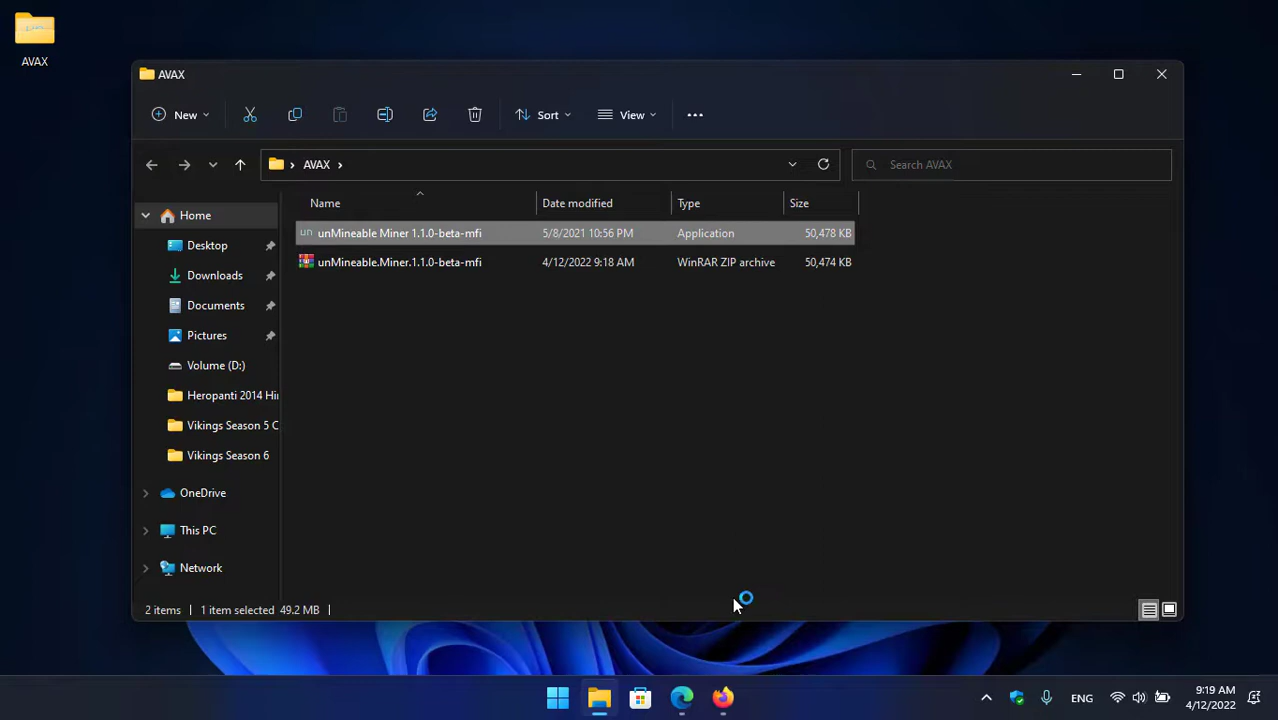 AVAX
AVAX
New
Sort
View
AVAX
Search AVAX
Name
Date modified
Type
Size
un unMineable Miner 1.1.0-beta-mfi 5/8/2021 10:56 PM Application 50,478 KB
unMineable.Miner.1.1.0-beta-mfi 4/12/2022 9:18 AM WinRAR ZIP archive 50,474 KB
Home
Desktop
Downloads
Documents
Pictures
Volume (D:)
Heropanti 2014 Hi
Vikings Season 5 C
Vikings Season 6
OneDrive
This PC
Network
2 items 1 item selected 49.2 MB
ENG
9:19 AM
4/12/2022